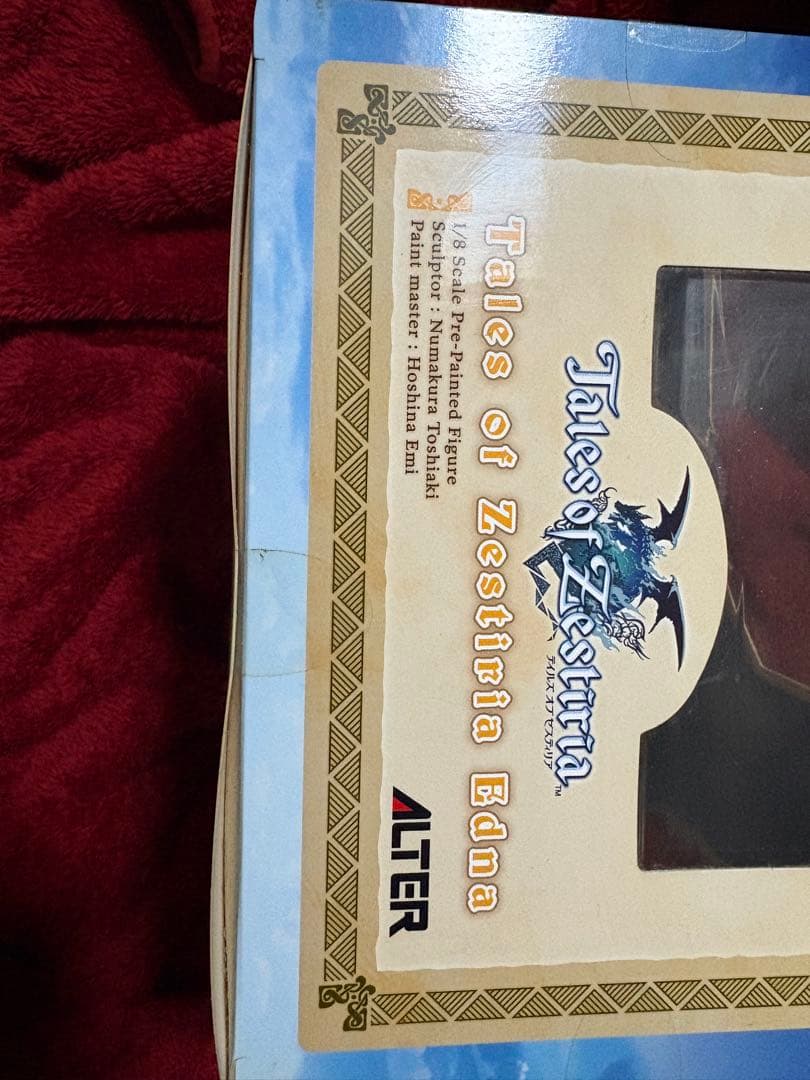 Tales of Zestiria™
テイルズ オブ ゼスティリア
Tales of Zestiria Edna
1/8 Scale Pre-Painted Figure
Sculptor : Numakura Toshiaki
Paint master : Hoshina Emi
ALTER